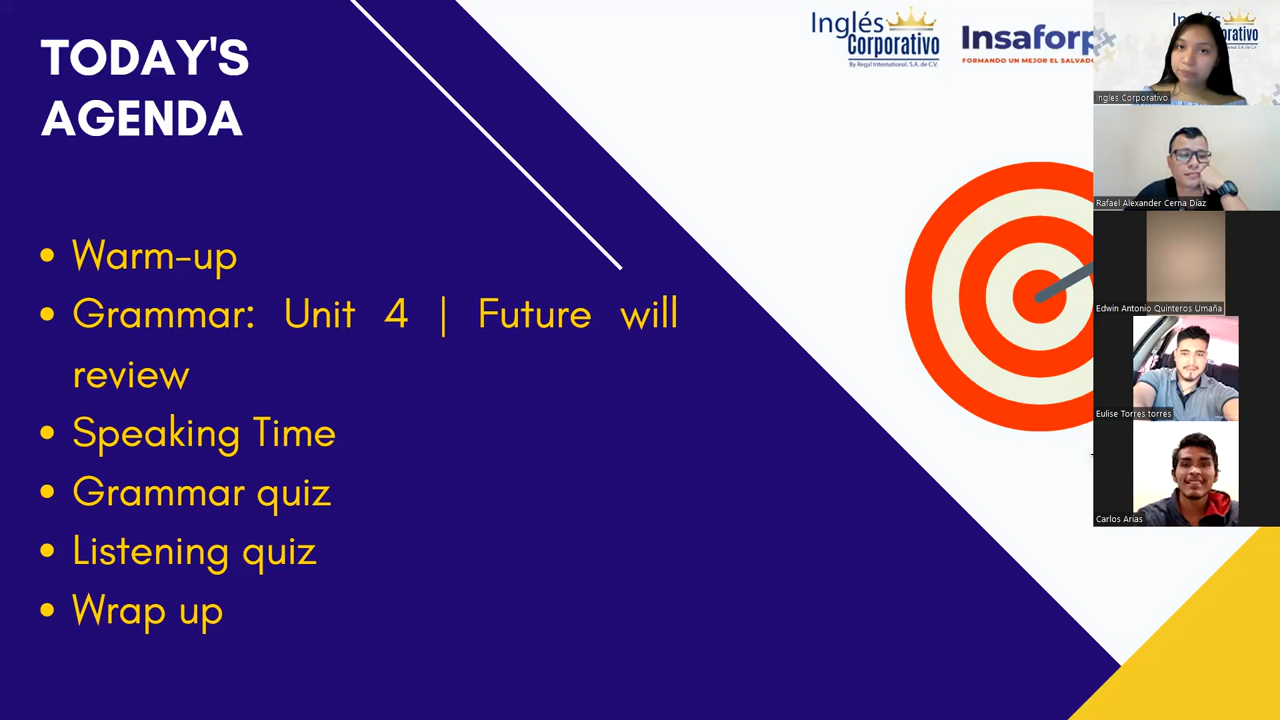 TODAY'S
AGENDA
Inglés
Corporativo
By Regal International, S.A. de C.V.
Insaforp
FORMANDO UN MEJOR EL SALVADOR
• Warm-up
• Grammar: Unit 4 | Future will
review
• Speaking Time
• Grammar quiz
• Listening quiz
• Wrap up
Ingles Corporativo
Rafael Alexander Cerna Díaz
Edwin Antonio Quinteros Umaña
Eulise Torres torres
Carlos Arias